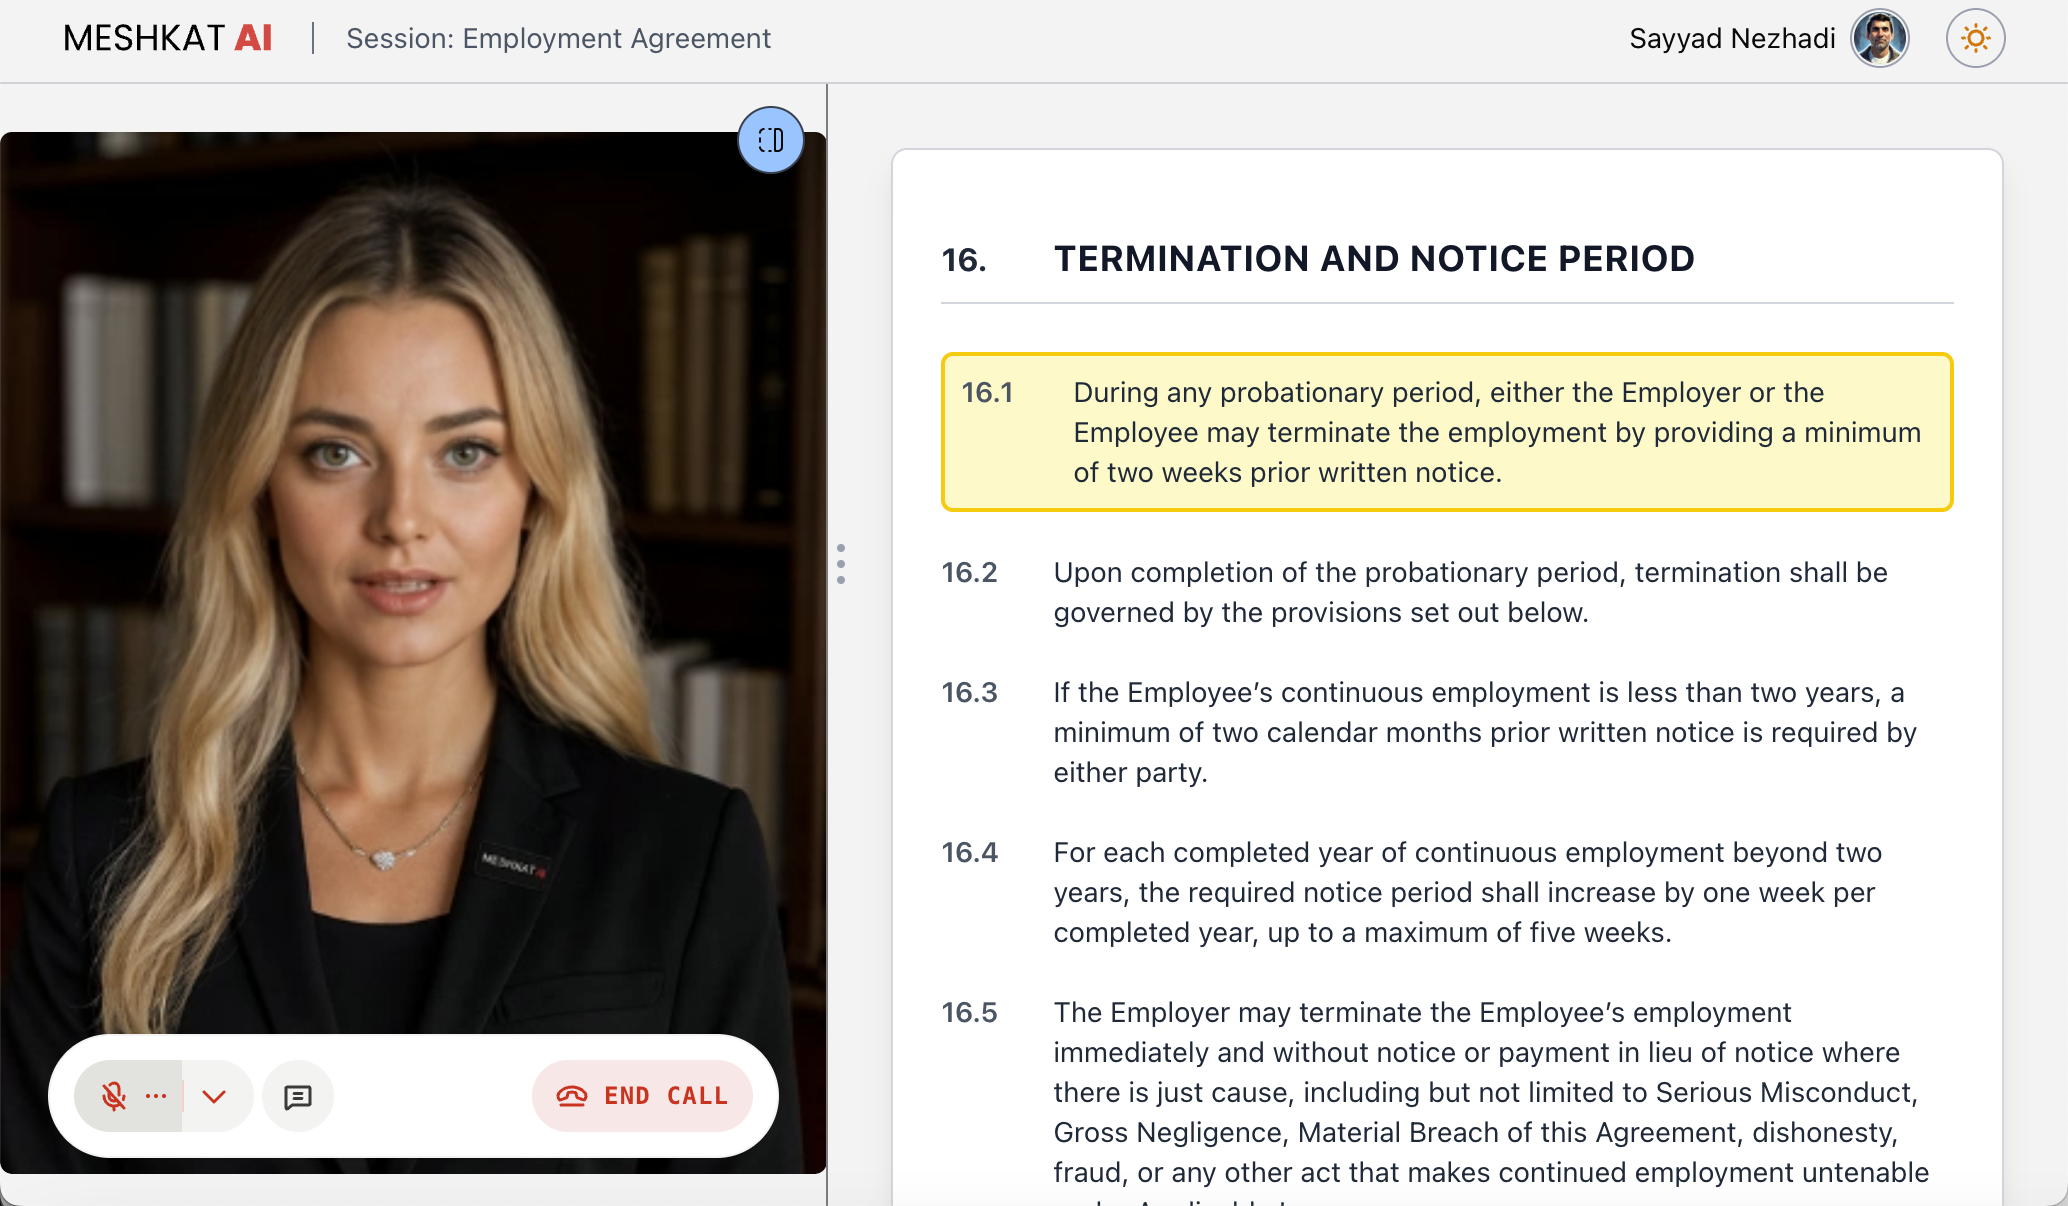 MESHKAT AI
Session: Employment Agreement
Sayyad Nezhadi
MESHKAT AI
END CALL
16. TERMINATION AND NOTICE PERIOD
16.1 During any probationary period, either the Employer or the
Employee may terminate the employment by providing a minimum
of two weeks prior written notice.
16.2 Upon completion of the probationary period, termination shall be
governed by the provisions set out below.
16.3 If the Employee’s continuous employment is less than two years, a
minimum of two calendar months prior written notice is required by
either party.
16.4 For each completed year of continuous employment beyond two
years, the required notice period shall increase by one week per
completed year, up to a maximum of five weeks.
16.5 The Employer may terminate the Employee’s employment
immediately and without notice or payment in lieu of notice where
there is just cause, including but not limited to Serious Misconduct,
Gross Negligence, Material Breach of this Agreement, dishonesty,
fraud, or any other act that makes continued employment untenable